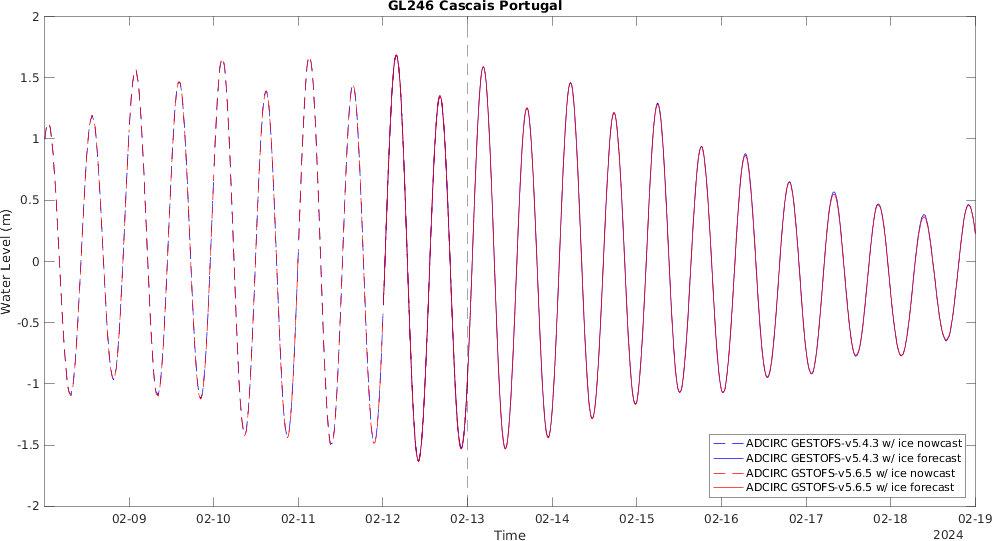 GL246 Cascais Portugal
2
1.5
1
0.5
0
-0.5
-1
-1.5
-2
Water Level (m)
ADCIRC GESTOFS-v5.4.3 w/ ice nowcast
ADCIRC GESTOFS-v5.4.3 w/ ice forecast
ADCIRC GSTOFS-v5.6.5 w/ ice nowcast
ADCIRC GSTOFS-v5.6.5 w/ ice forecast
02-09 02-10 02-11 02-12 02-13 02-14 02-15 02-16 02-17 02-18 02-19
Time
2024